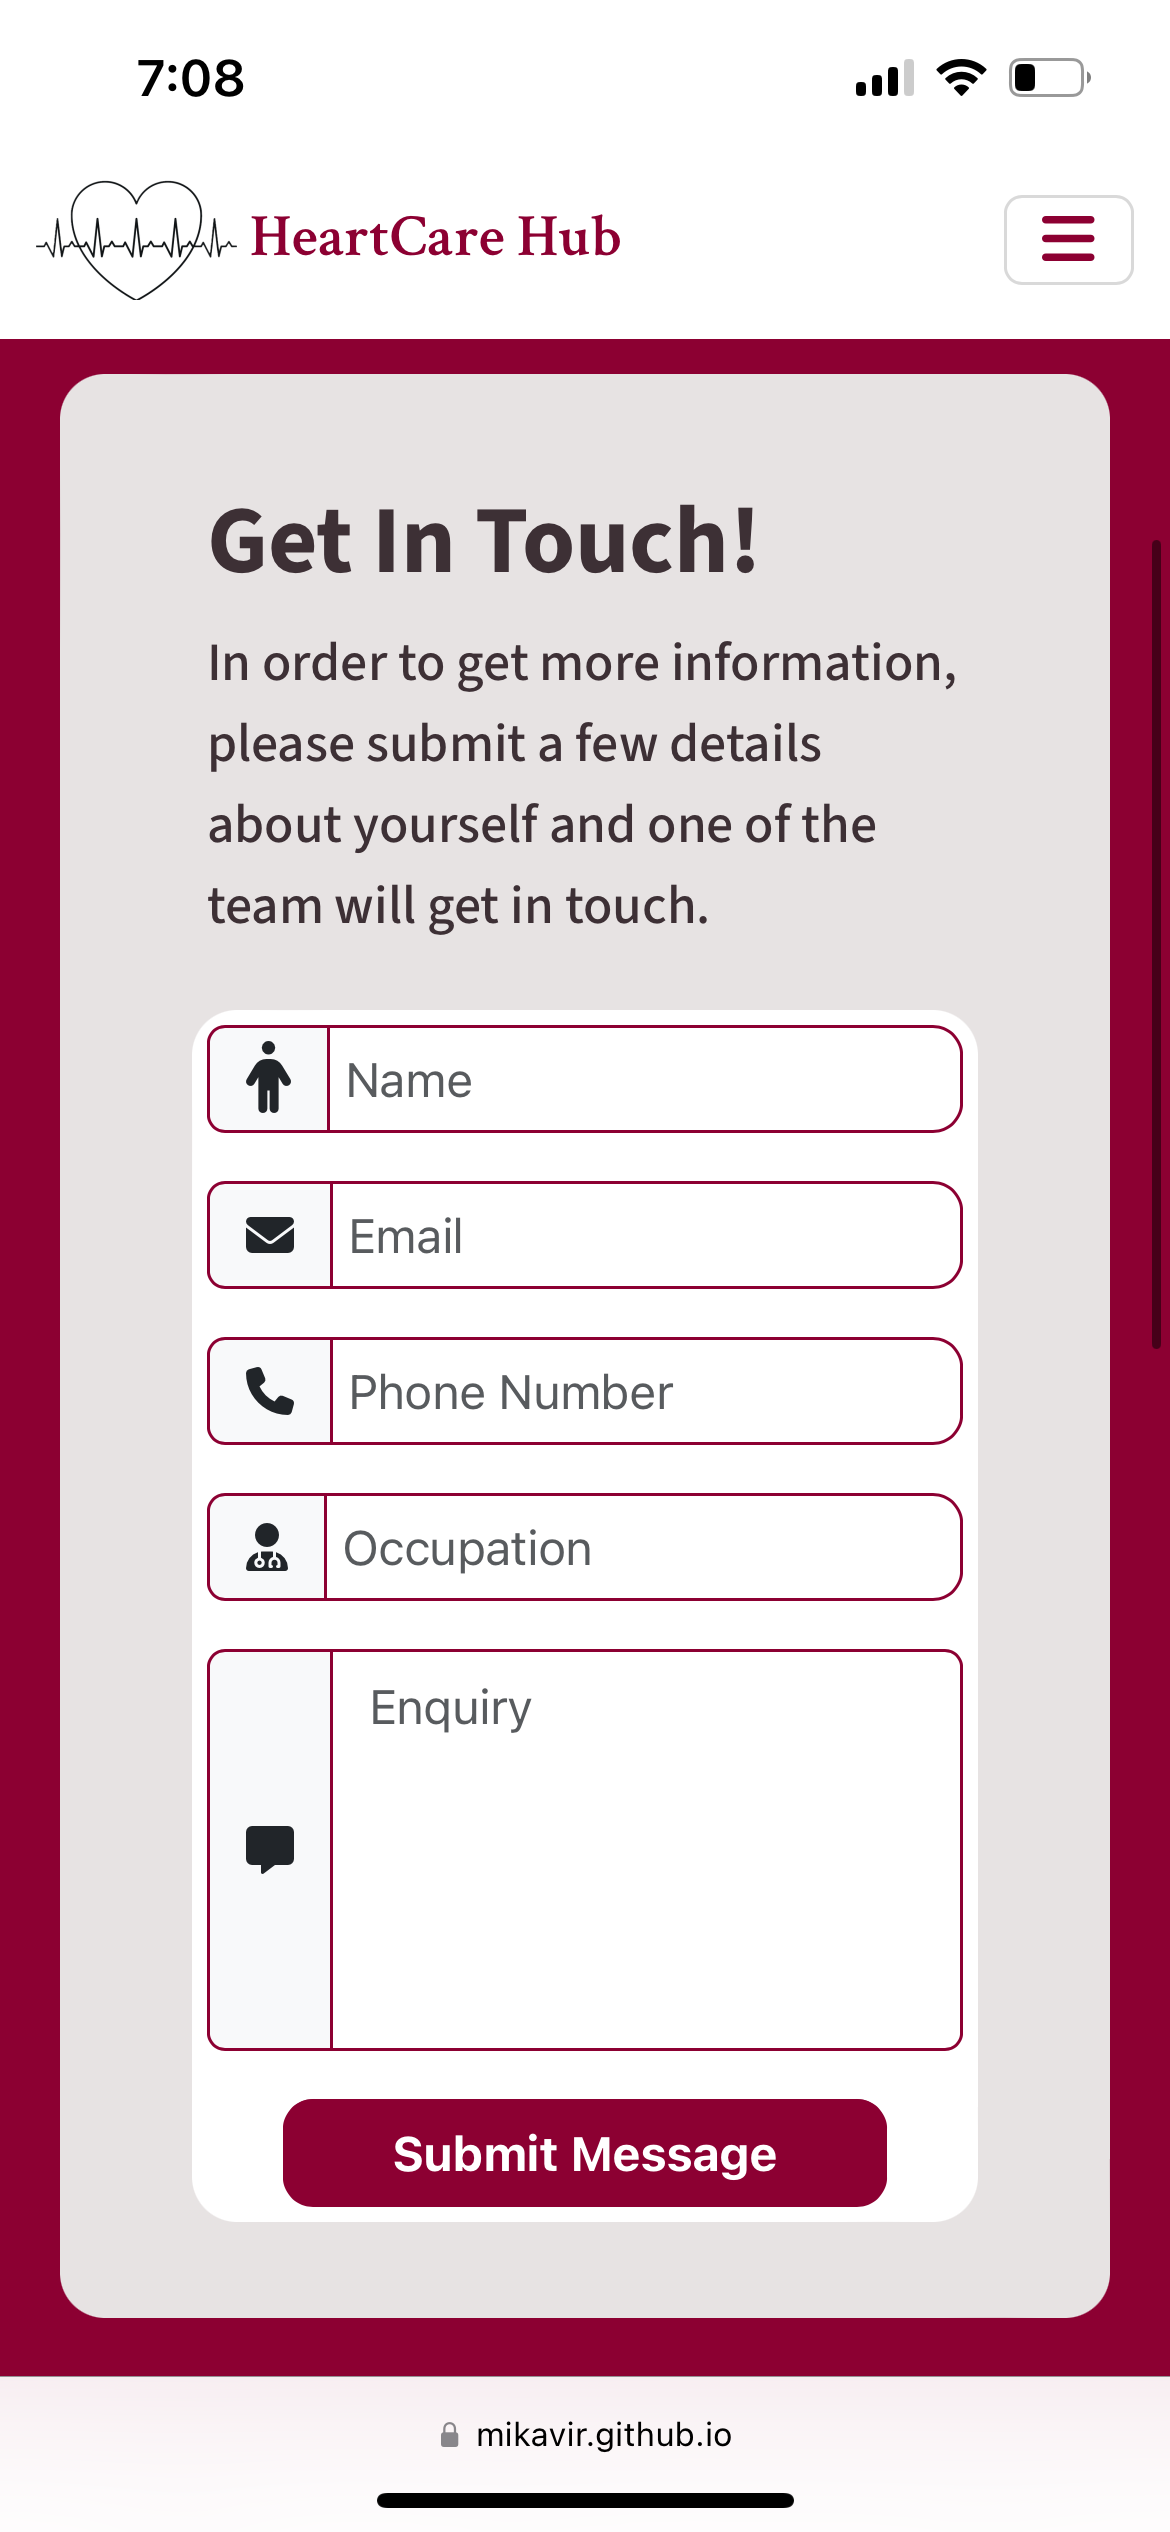 7:08
HeartCare Hub
Get In Touch!
In order to get more information,
please submit a few details
about yourself and one of the
team will get in touch.
Name
Email
Phone Number
Occupation
Enquiry
Submit Message
mikavir.github.io